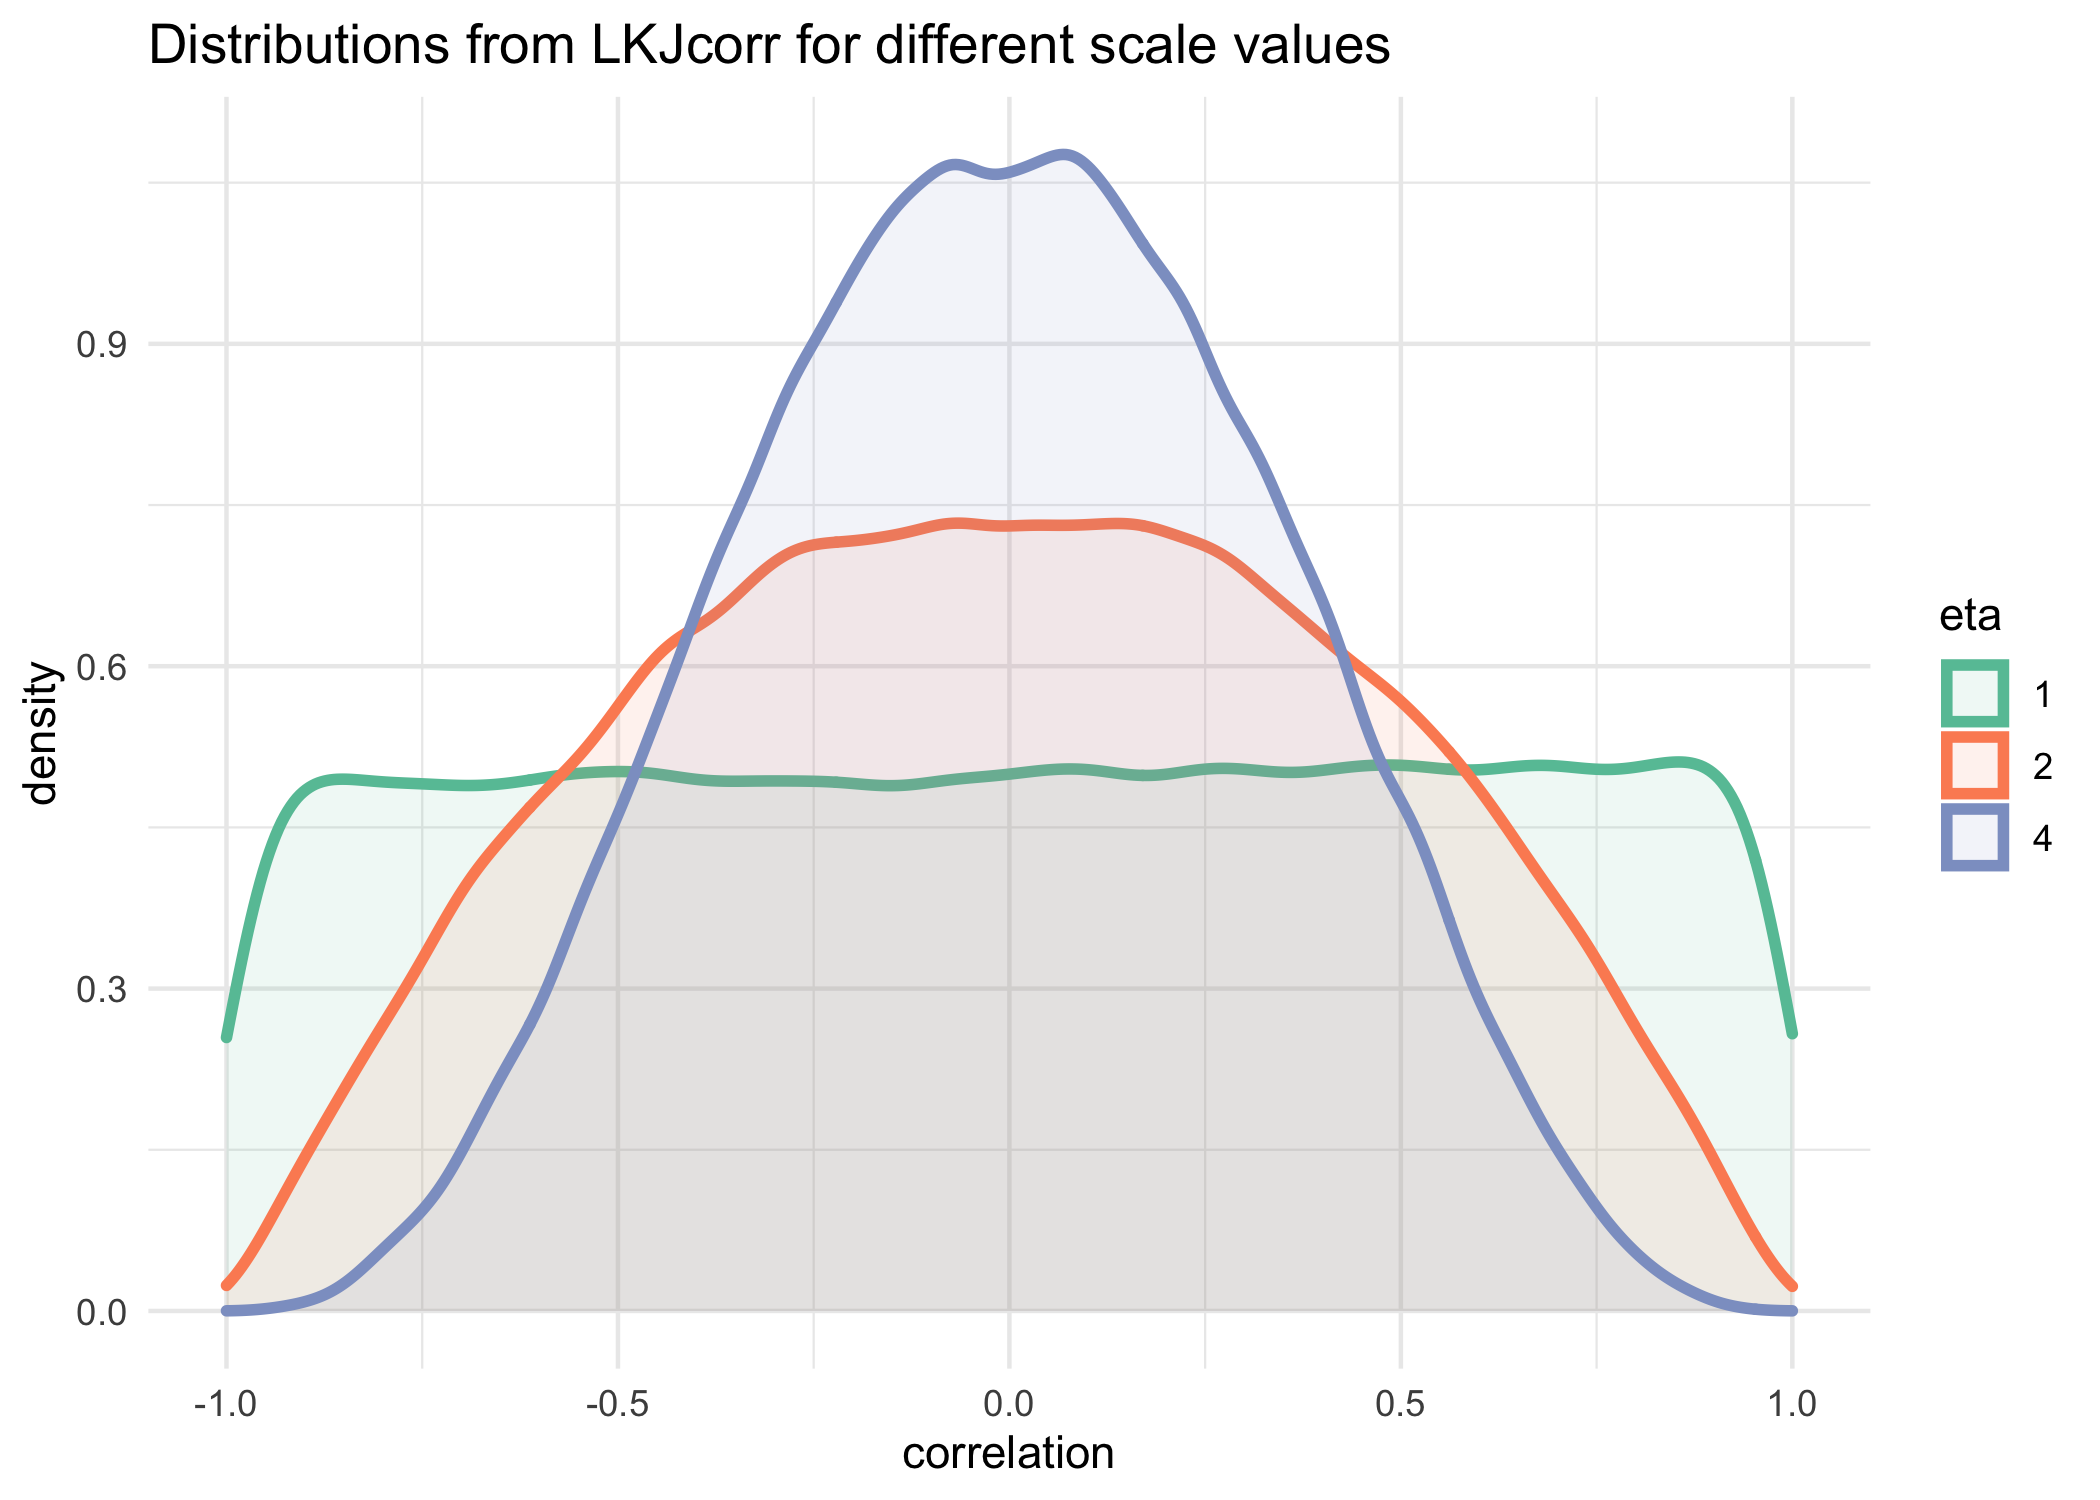 Distributions from LKJcorr for different scale values
density
0.9
0.6
0.3
0.0
-1.0 -0.5 0.0 0.5 1.0
correlation
eta
1
2
4